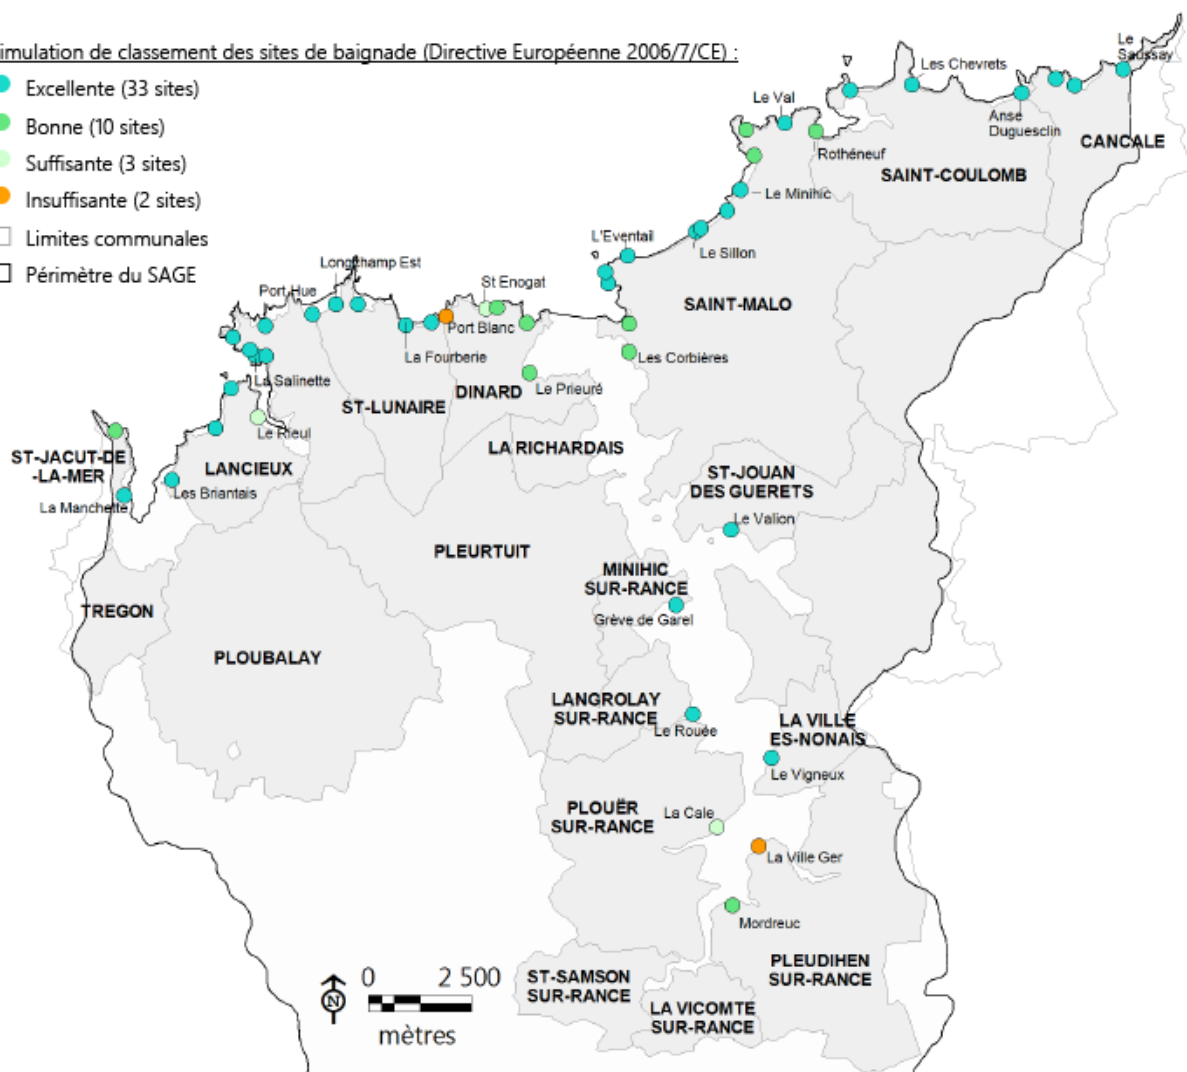 imulation de classement des sites de baignade (Directive Européenne 2006/7/CE) :
Excellente (33 sites)
Bonne (10 sites)
Suffisante (3 sites)
Insuffisante (2 sites)
Limites communales
Périmètre du SAGE
Le
Saussay
Les Chevrets
Le Val
Anse
Duguesclin
CANCALE
Rothéneuf
SAINT-COULOMB
Le Minihic
L'Eventail
Le Sillon
Longchamp Est
St Enogat
Port Hue
SAINT-MALO
Port Blanc
La Fourberie
Les Corbières
La Salinette
DINARD
Le Prieuré
ST-LUNAIRE
Le Rieul
LA RICHARDAIS
ST-JACUT-DE
-LA-MER
LANCIEUX
La Manchette
Les Briantais
ST-JOUAN
DES GUERETS
Le Valion
PLEURTUIT
MINIHIC
SUR-RANCE
TREGON
Grève de Garel
PLOUBALAY
LANGROLAY
SUR-RANCE
Le Rouée
LA VILLE
ES-NONAIS
Le Vigneux
PLOUËR
SUR-RANCE
La Cale
La Ville Ger
Mordreuc
PLEUDIHEN
SUR-RANCE
ST-SAMSON
SUR-RANCE
LA VICOMTE
SUR-RANCE
N
0 2 500
mètres